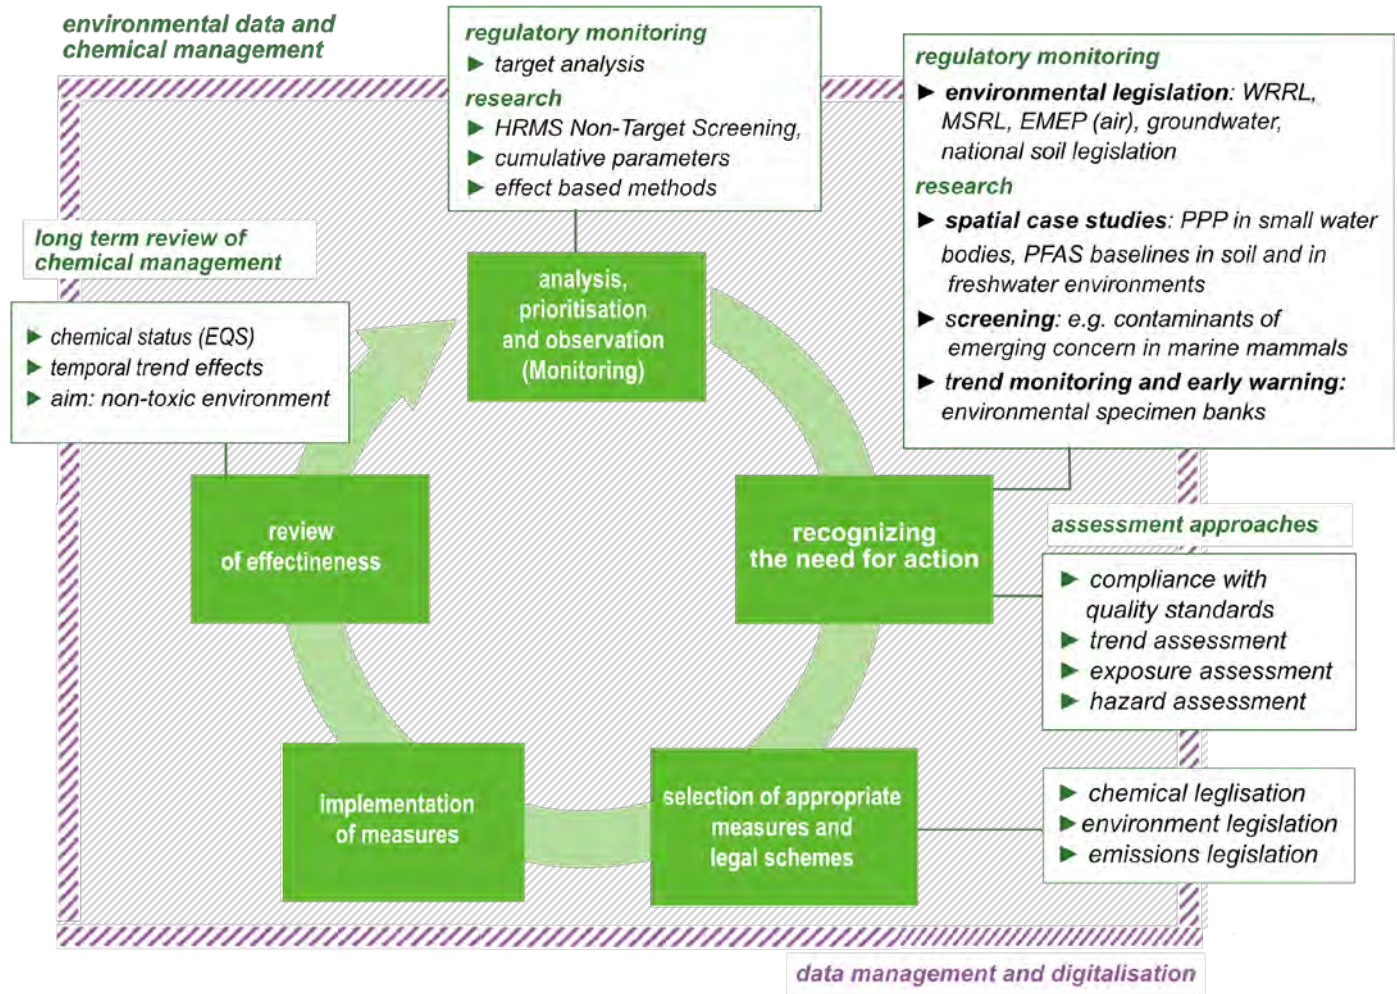 environmental data and
chemical management
regulatory monitoring
► target analysis
research
► HRMS Non-Target Screening,
► cumulative parameters
► effect based methods
regulatory monitoring
► environmental legislation: WRRL,
MSRL, EMEP (air), groundwater,
national soil legislation
research
► spatial case studies: PPP in small water
bodies, PFAS baselines in soil and in
freshwater environments
► screening: e.g. contaminants of
emerging concern in marine mammals
► trend monitoring and early warning:
environmental specimen banks
long term review of
chemical management
► chemical status (EQS)
► temporal trend effects
► aim: non-toxic environment
analysis,
prioritisation
and observation
(Monitoring)
review
of effectineness
recognizing
the need for action
assessment approaches
► compliance with
quality standards
► trend assessment
► exposure assessment
► hazard assessment
implementation
of measures
selection of appropriate
measures and
legal schemes
► chemical leglisation
► environment legislation
► emissions legislation
data management and digitalisation